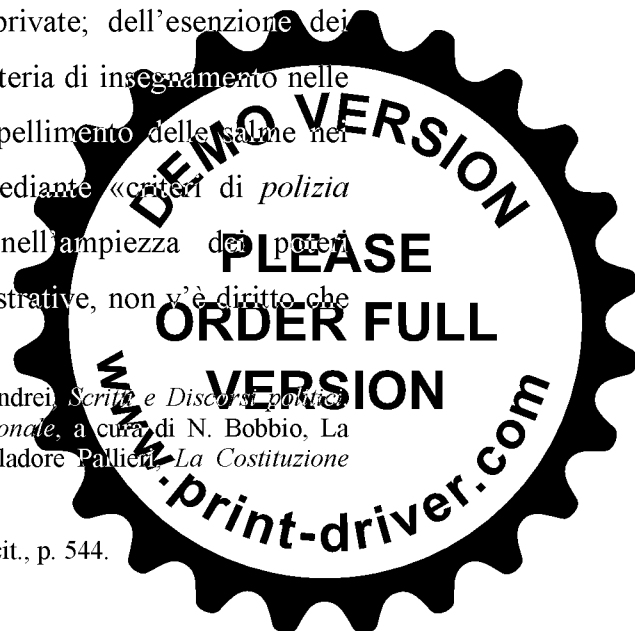 private; dell'esenzione dei
teria di insegnamento nelle
pellimento delle salme nei
ediante «criteri di polizia
nell'ampiezza dei poteri
strative, non v'è diritto che
ndrei, Scritti e Discorsi politici,
onale, a cura di N. Bobbio, La
lladore Pallieri, La Costituzione
cit., p. 544.
DEMO VERSION
PLEASE
ORDER FULL
VERSION
www.print-driver.com